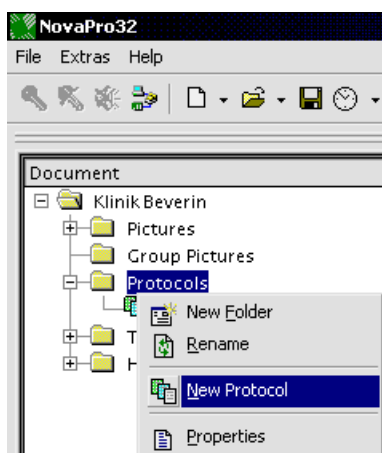 NovaPro32
File Extras Help
Document
Klinik Beverin
Pictures
Group Pictures
Protocols
New Folder
Rename
T
H
New Protocol
Properties